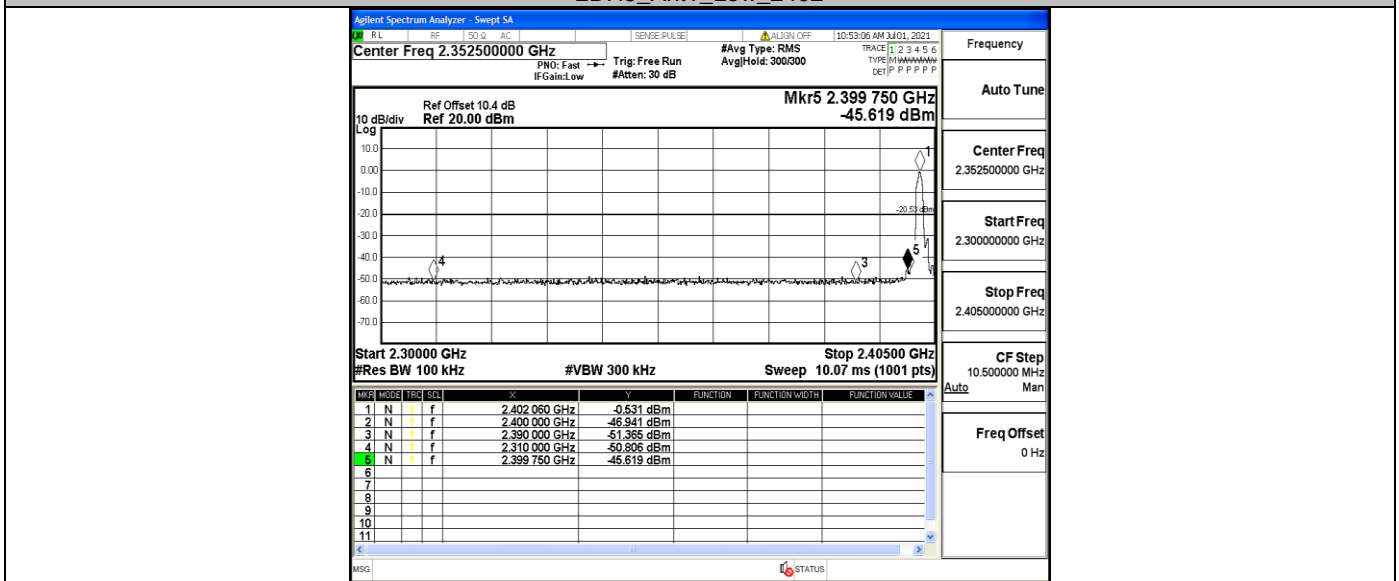 Agilent Spectrum Analyzer - Swept SA
RL RF 50 Ω AC SENSE:PULSE ALIGN OFF 10:53:06 AM Jul 01, 2021
Center Freq 2.352500000 GHz
PNO: Fast
IFGain:Low
Trig: Free Run
#Atten: 30 dB
#Avg Type: RMS
Avg|Hold: 300/300
TRACE 1 2 3 4 5 6
TYPE M WWWWW
DET P P P P P P
Frequency
Auto Tune
Center Freq
2.352500000 GHz
Start Freq
2.300000000 GHz
Stop Freq
2.405000000 GHz
CF Step
10.500000 MHz
Auto Man
Freq Offset
0 Hz
Mkr5 2.399 750 GHz
-45.619 dBm
Ref Offset 10.4 dB
10 dB/div Ref 20.00 dBm
Log
10.0
0.00
-10.0
-20.0
-30.0
-40.0
-50.0
-60.0
-70.0
1
-20.53 dBm
5
4
3
Start 2.30000 GHz Stop 2.40500 GHz
#Res BW 100 kHz #VBW 300 kHz Sweep 10.07 ms (1001 pts)
MKR MODE TRC SCL X Y FUNCTION FUNCTION WIDTH FUNCTION VALUE
1 N 1 f 2.402 060 GHz -0.531 dBm
2 N 1 f 2.400 000 GHz -46.941 dBm
3 N 1 f 2.390 000 GHz -51.365 dBm
4 N 1 f 2.310 000 GHz -50.806 dBm
5 N 1 f 2.399 750 GHz -45.619 dBm
6
7
8
9
10
11
MSG STATUS